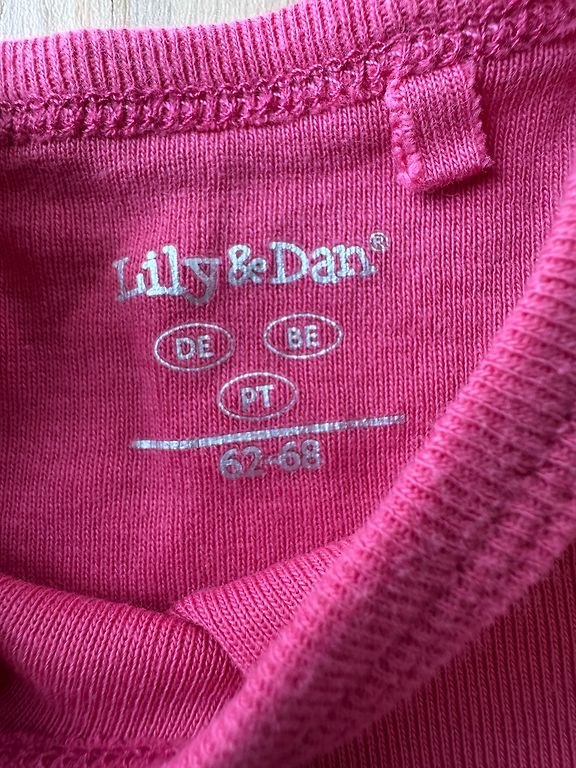 Lily & Dan®
DE BE
PT
62-68